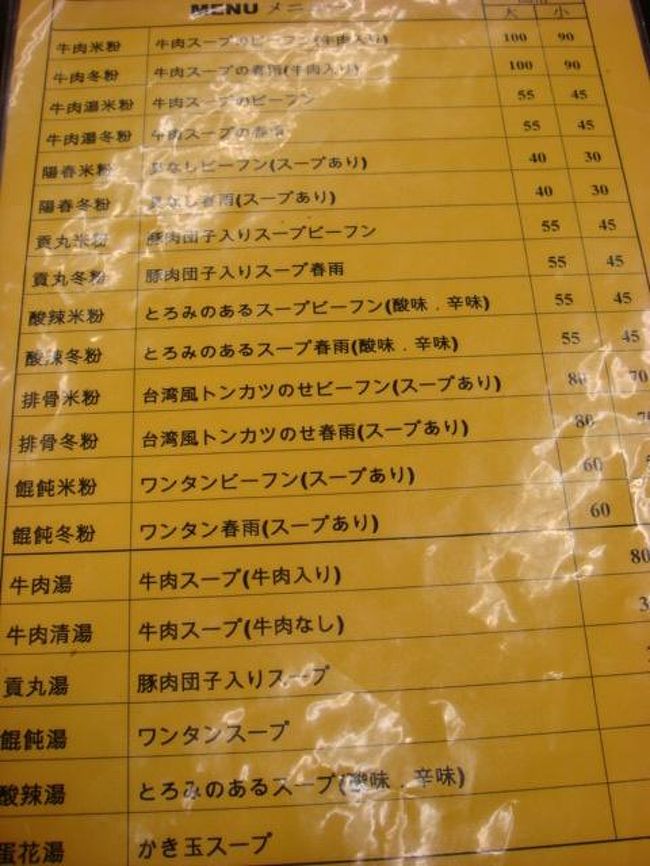 MENU メニュー
大 小
牛肉米粉 牛肉スープのビーフン(牛肉入り) 100 90
牛肉冬粉 牛肉スープの春雨(牛肉入り) 100 90
牛肉湯米粉 牛肉スープのビーフン 55 45
牛肉湯冬粉 牛肉スープの春雨 55 45
陽春米粉 具なしビーフン(スープあり) 40 30
陽春冬粉 具なし春雨(スープあり) 40 30
貢丸米粉 豚肉団子入りスープビーフン 55 45
貢丸冬粉 豚肉団子入りスープ春雨 55 45
酸辣米粉 とろみのあるスープビーフン(酸味．辛味) 55 45
酸辣冬粉 とろみのあるスープ春雨(酸味．辛味) 55 45
排骨米粉 台湾風トンカツのせビーフン(スープあり) 80 70
排骨冬粉 台湾風トンカツのせ春雨(スープあり) 80
餛飩米粉 ワンタンビーフン(スープあり) 60
餛飩冬粉 ワンタン春雨(スープあり) 60
牛肉湯 牛肉スープ(牛肉入り) 80
牛肉清湯 牛肉スープ(牛肉なし)
貢丸湯 豚肉団子入りスープ
餛飩湯 ワンタンスープ
酸辣湯 とろみのあるスープ(酸味．辛味)
蛋花湯 かき玉スープ